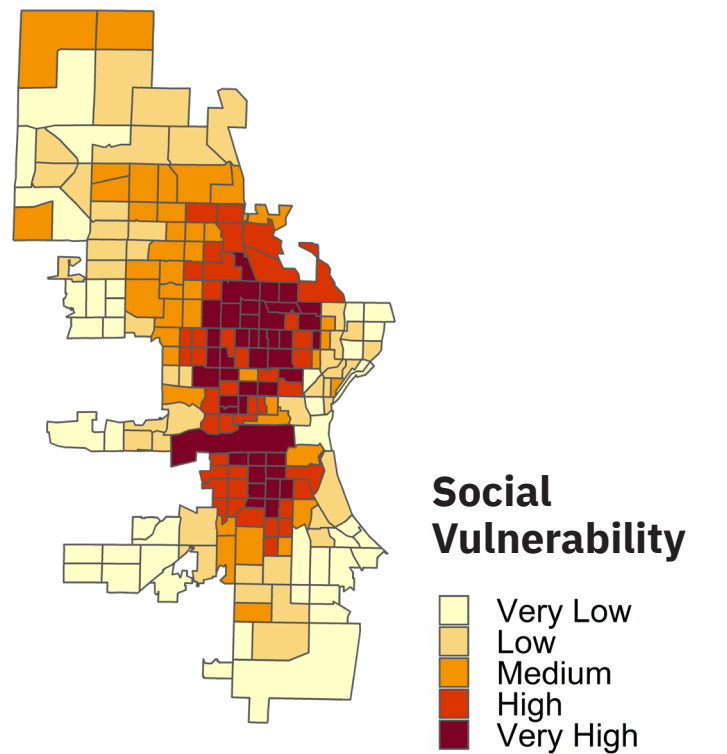 Social
Vulnerability
Very Low
Low
Medium
High
Very High